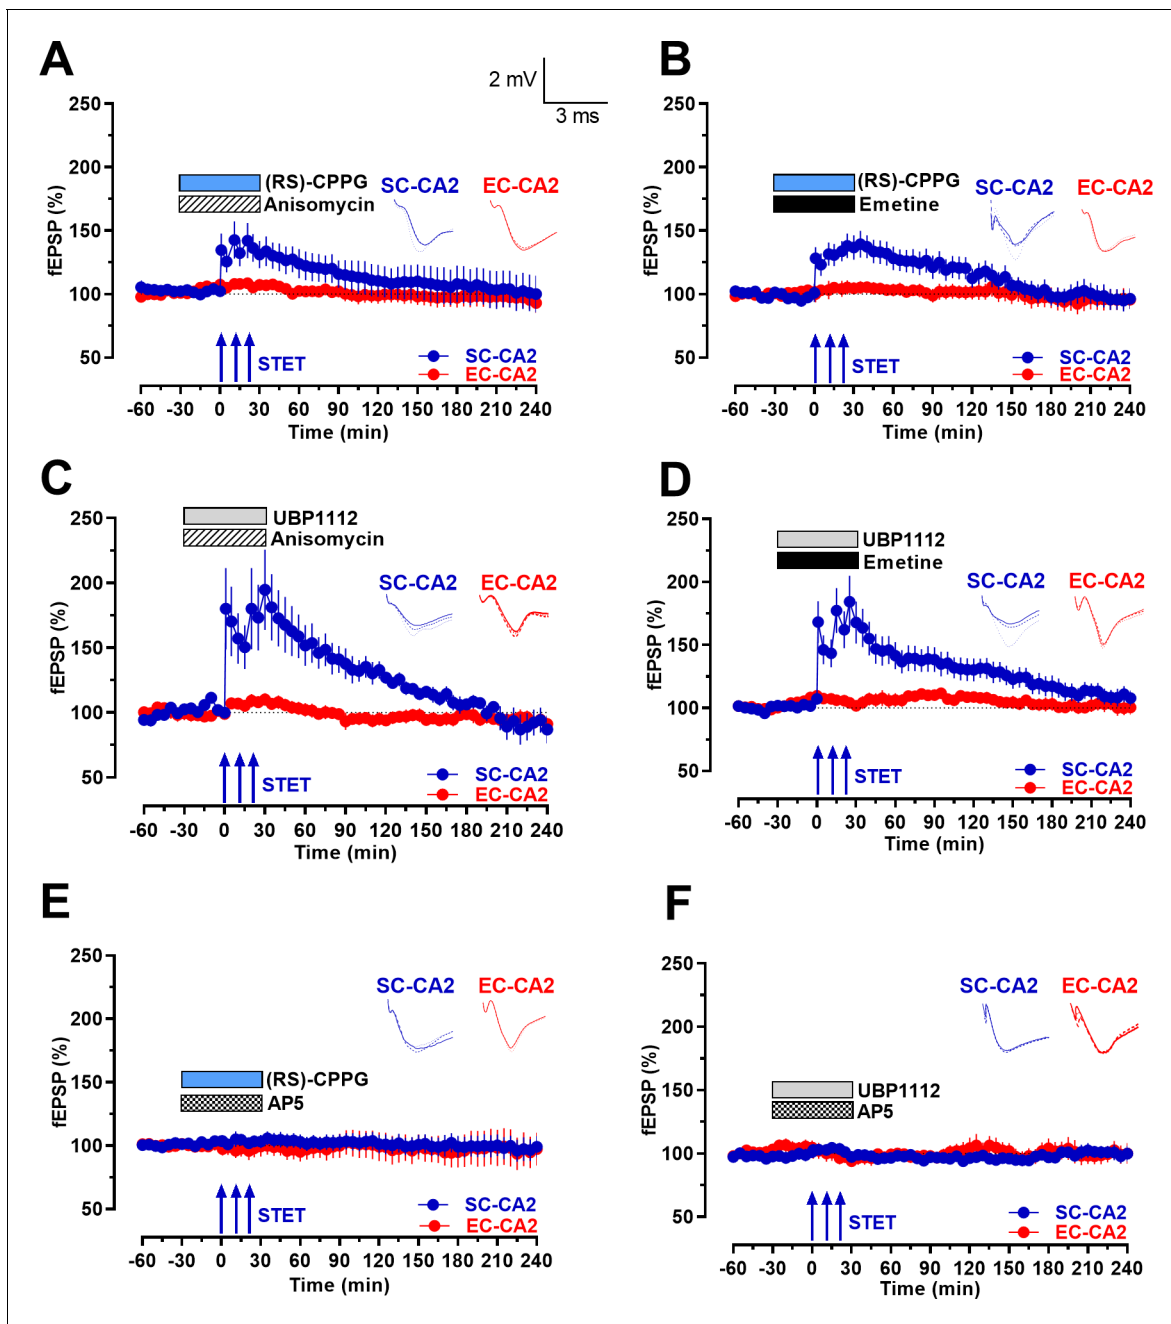 A
2 mV
3 ms
fEPSP (%)
250
200
150
100
50
(RS)-CPPG
Anisomycin
SC-CA2
EC-CA2
STET
SC-CA2
EC-CA2
-60 -30 0 30 60 90 120 150 180 210 240
Time (min)
B
fEPSP (%)
250
200
150
100
50
(RS)-CPPG
Emetine
SC-CA2
EC-CA2
STET
SC-CA2
EC-CA2
-60 -30 0 30 60 90 120 150 180 210 240
Time (min)
C
fEPSP (%)
250
200
150
100
50
UBP1112
Anisomycin
SC-CA2
EC-CA2
STET
SC-CA2
EC-CA2
-60 -30 0 30 60 90 120 150 180 210 240
Time (min)
D
fEPSP (%)
250
200
150
100
50
UBP1112
Emetine
SC-CA2
EC-CA2
STET
SC-CA2
EC-CA2
-60 -30 0 30 60 90 120 150 180 210 240
Time (min)
E
fEPSP (%)
250
200
150
100
50
SC-CA2
EC-CA2
(RS)-CPPG
AP5
STET
SC-CA2
EC-CA2
-60 -30 0 30 60 90 120 150 180 210 240
Time (min)
F
fEPSP (%)
250
200
150
100
50
SC-CA2
EC-CA2
UBP1112
AP5
STET
SC-CA2
EC-CA2
-60 -30 0 30 60 90 120 150 180 210 240
Time (min)